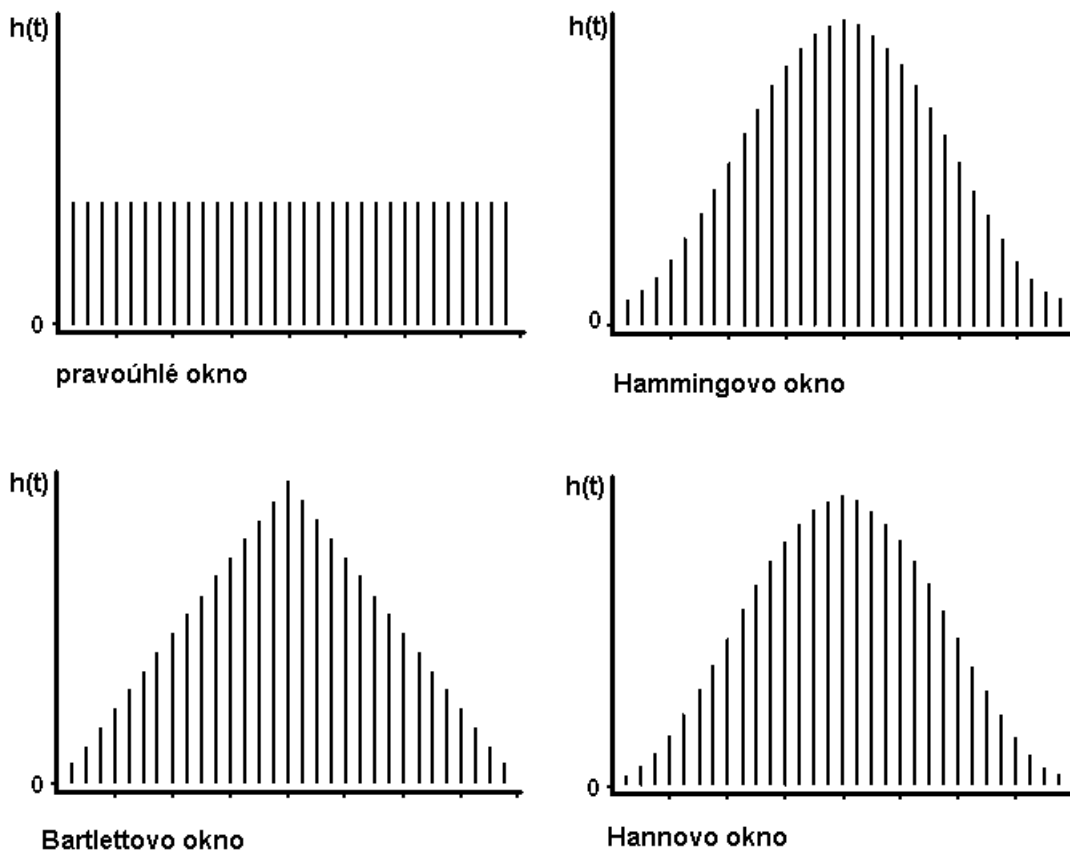 h(t)
0
pravoúhlé okno
h(t)
0
Hammingovo okno
h(t)
0
Bartlettovo okno
h(t)
0
Hannovo okno